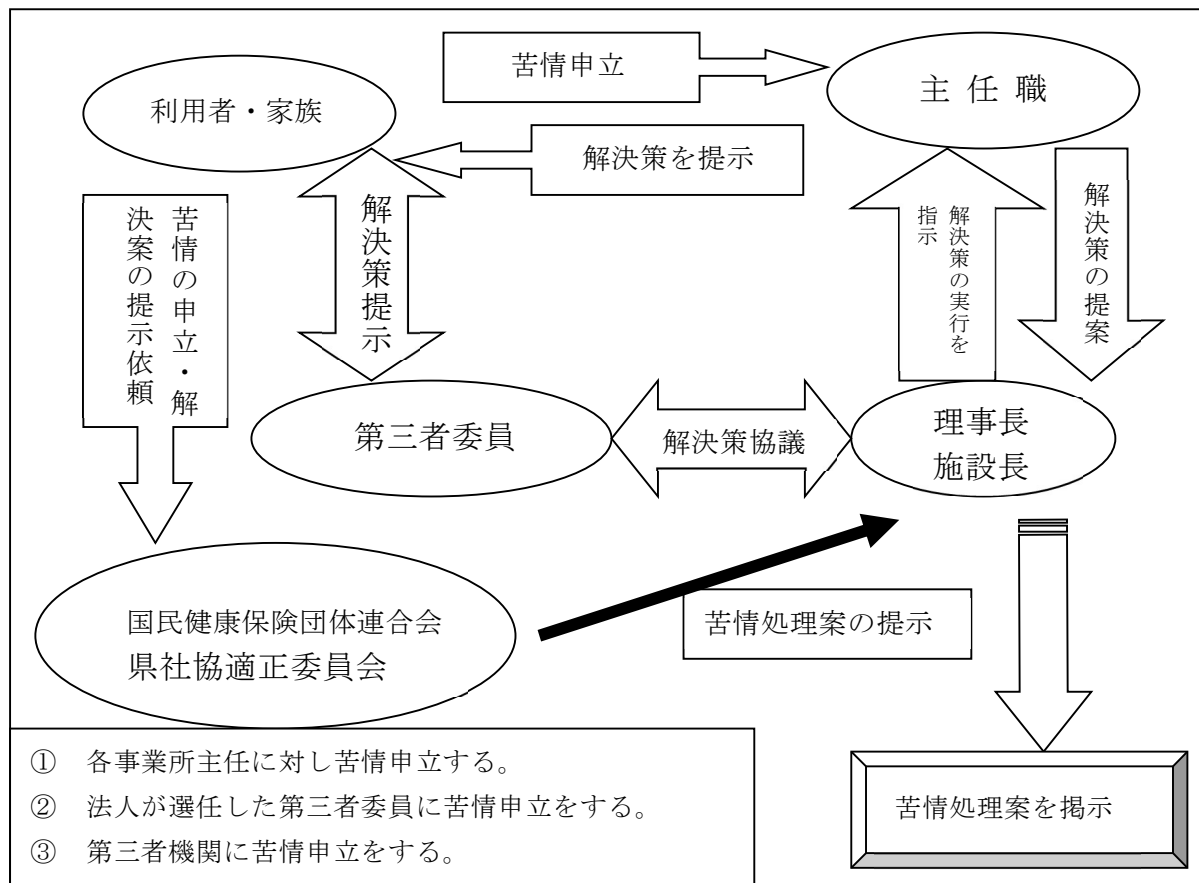 苦情申立
主任職
利用者・家族
解決策を提示
苦情の申立・解
決案の提示依頼
解決策提示
解決策の実行を
指示
解決策の提案
第三者委員
解決策協議
理事長
施設長
国民健康保険団体連合会
県社協適正委員会
苦情処理案の提示
① 各事業所主任に対し苦情申立する。
② 法人が選任した第三者委員に苦情申立をする。
③ 第三者機関に苦情申立をする。
苦情処理案を掲示